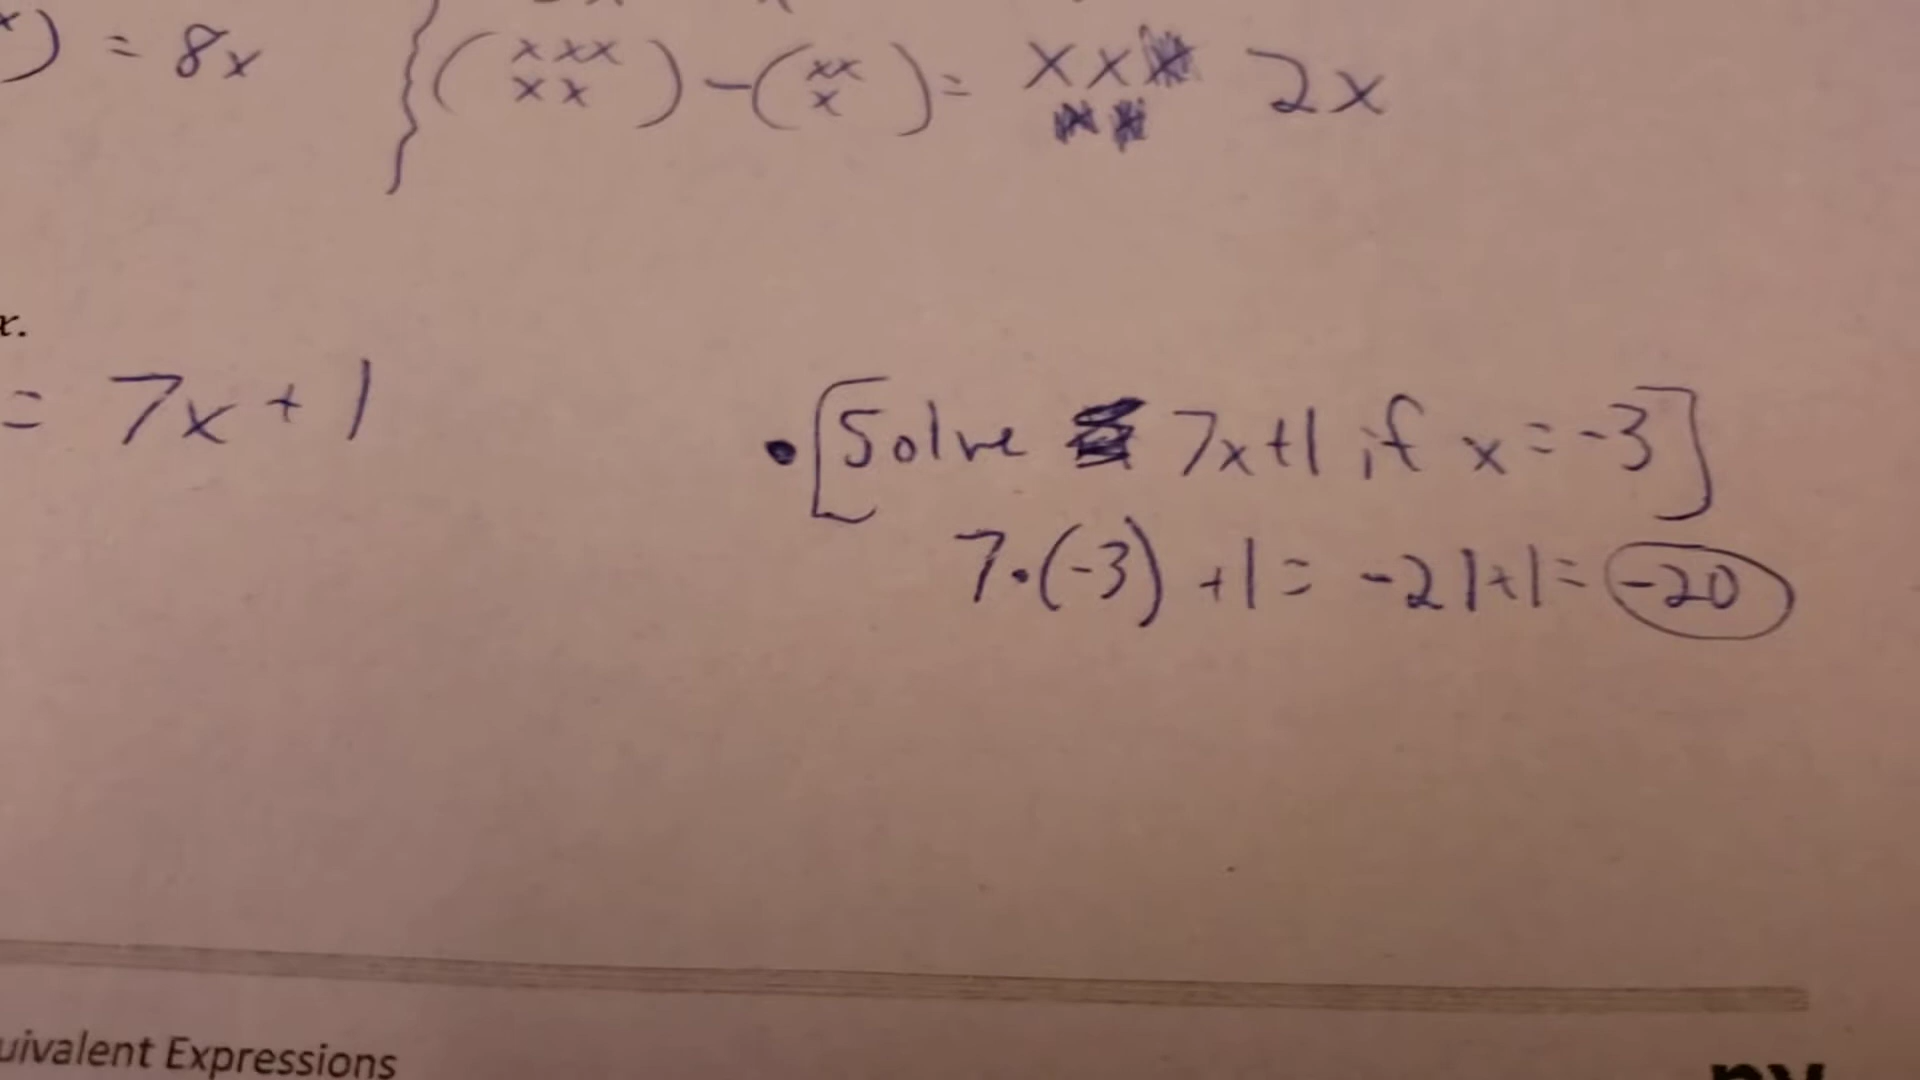 ) = 8x
( xxx xx ) - ( xx x ) = x x 2x
x.
= 7x + 1
• [Solve 7x+1 if x = -3]
7•(-3) +1 = -21+1 = -20
uivalent Expressions